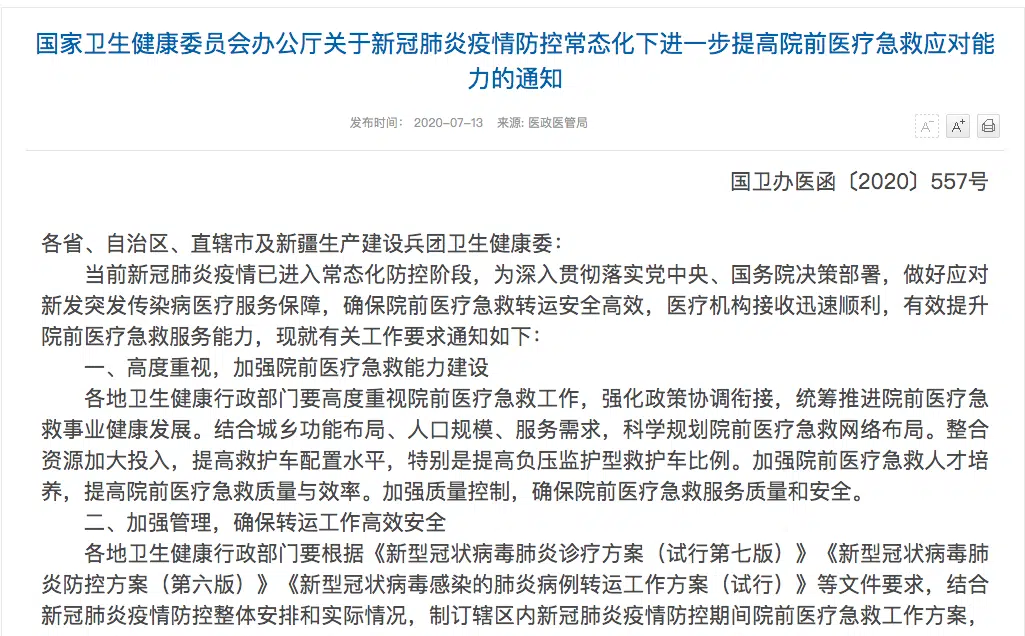 国家卫生健康委员会办公厅关于新冠肺炎疫情防控常态化下进一步提高院前医疗急救应对能
力的通知
发布时间: 2020-07-13 来源: 医政医管局
A- A+
国卫办医函〔2020〕557号
各省、自治区、直辖市及新疆生产建设兵团卫生健康委：
当前新冠肺炎疫情已进入常态化防控阶段，为深入贯彻落实党中央、国务院决策部署，做好应对
新发突发传染病医疗服务保障，确保院前医疗急救转运安全高效，医疗机构接收迅速顺利，有效提升
院前医疗急救服务能力，现就有关工作要求通知如下：
一、高度重视，加强院前医疗急救能力建设
各地卫生健康行政部门要高度重视院前医疗急救工作，强化政策协调衔接，统筹推进院前医疗急
救事业健康发展。结合城乡功能布局、人口规模、服务需求，科学规划院前医疗急救网络布局。整合
资源加大投入，提高救护车配置水平，特别是提高负压监护型救护车比例。加强院前医疗急救人才培
养，提高院前医疗急救质量与效率。加强质量控制，确保院前医疗急救服务质量和安全。
二、加强管理，确保转运工作高效安全
各地卫生健康行政部门要根据《新型冠状病毒肺炎诊疗方案（试行第七版）》《新型冠状病毒肺
炎防控方案（第六版）》《新型冠状病毒感染的肺炎病例转运工作方案（试行）》等文件要求，结合
新冠肺炎疫情防控整体安排和实际情况，制订辖区内新冠肺炎疫情防控期间院前医疗急救工作方案，